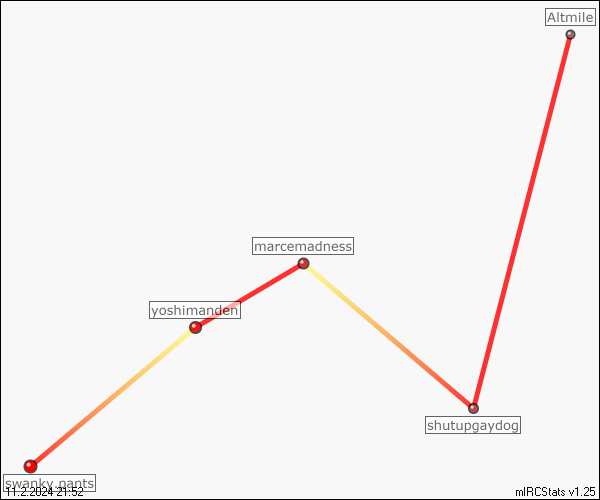 Altmile
marcemadness
yoshimanden
shutupgaydog
swanky.pants
11.2.2024 21:52
mIRCStats v1.25